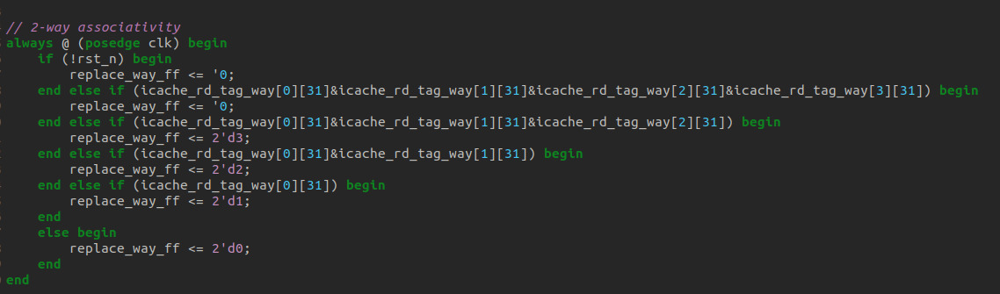 // 2-way associativity
always @ (posedge clk) begin
    if (!rst_n) begin
        replace_way_ff <= '0;
    end else if (icache_rd_tag_way[0][31]&icache_rd_tag_way[1][31]&icache_rd_tag_way[2][31]&icache_rd_tag_way[3][31]) begin
        replace_way_ff <= '0;
    end else if (icache_rd_tag_way[0][31]&icache_rd_tag_way[1][31]&icache_rd_tag_way[2][31]) begin
        replace_way_ff <= 2'd3;
    end else if (icache_rd_tag_way[0][31]&icache_rd_tag_way[1][31]) begin
        replace_way_ff <= 2'd2;
    end else if (icache_rd_tag_way[0][31]) begin
        replace_way_ff <= 2'd1;
    end
    else begin
        replace_way_ff <= 2'd0;
    end
end